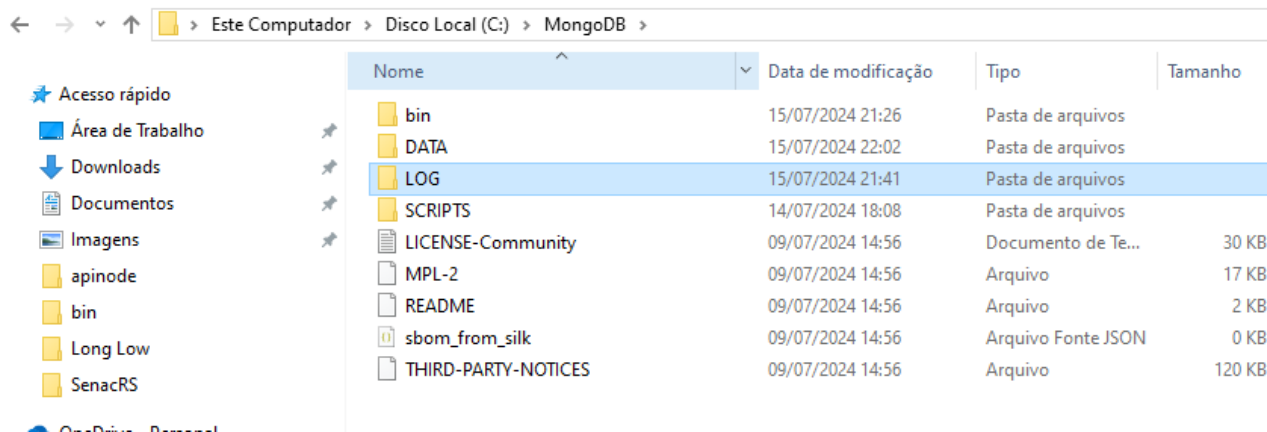 Este Computador > Disco Local (C:) > MongoDB >
Nome Data de modificação Tipo Tamanho
Acesso rápido
Área de Trabalho
Downloads
Documentos
Imagens
apinode
bin
Long Low
SenacRS
OneDrive - Personal
bin 15/07/2024 21:26 Pasta de arquivos
DATA 15/07/2024 22:02 Pasta de arquivos
LOG 15/07/2024 21:41 Pasta de arquivos
SCRIPTS 14/07/2024 18:08 Pasta de arquivos
LICENSE-Community 09/07/2024 14:56 Documento de Te... 30 KB
MPL-2 09/07/2024 14:56 Arquivo 17 KB
README 09/07/2024 14:56 Arquivo 2 KB
sbom_from_silk 09/07/2024 14:56 Arquivo Fonte JSON 0 KB
THIRD-PARTY-NOTICES 09/07/2024 14:56 Arquivo 120 KB